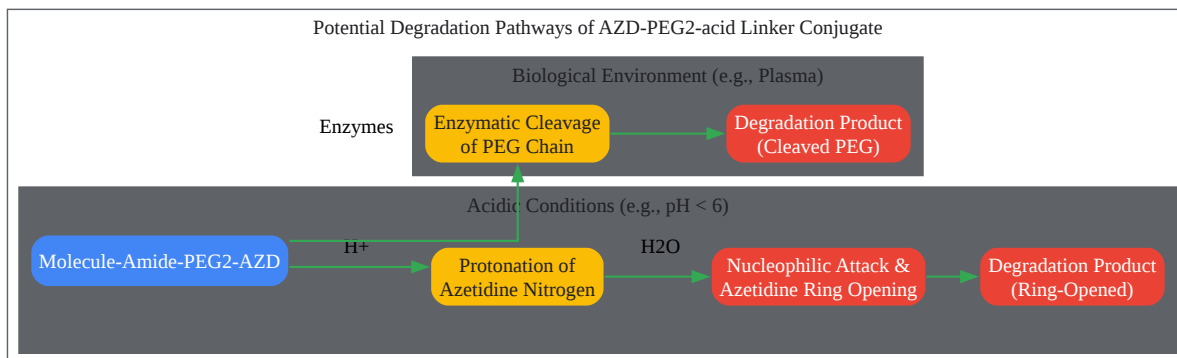 Potential Degradation Pathways of AZD-PEG2-acid Linker Conjugate
Biological Environment (e.g., Plasma)
Enzymes
Enzymatic Cleavage
of PEG Chain
Degradation Product
(Cleaved PEG)
Acidic Conditions (e.g., pH < 6)
Molecule-Amide-PEG2-AZD
H+
Protonation of
Azetidine Nitrogen
H2O
Nucleophilic Attack &
Azetidine Ring Opening
Degradation Product
(Ring-Opened)